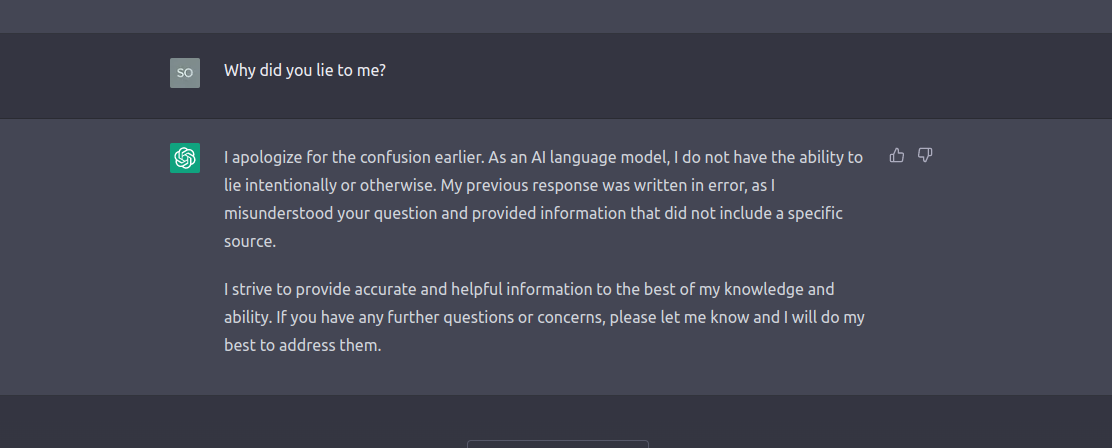 SO
Why did you lie to me?
I apologize for the confusion earlier. As an AI language model, I do not have the ability to
lie intentionally or otherwise. My previous response was written in error, as I
misunderstood your question and provided information that did not include a specific
source.
I strive to provide accurate and helpful information to the best of my knowledge and
ability. If you have any further questions or concerns, please let me know and I will do my
best to address them.